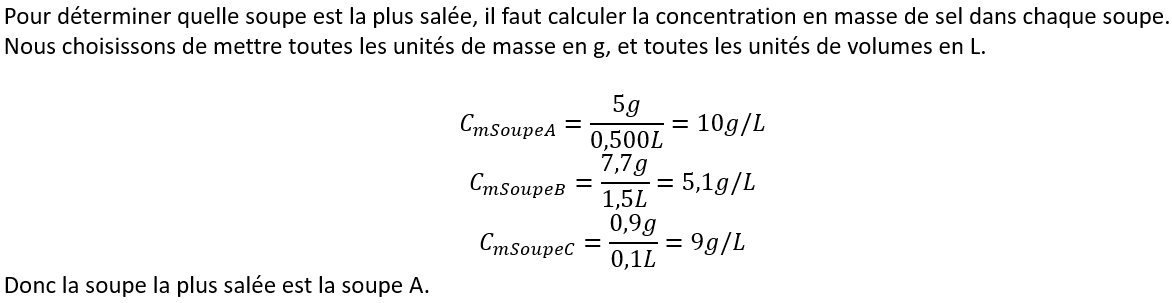 Pour déterminer quelle soupe est la plus salée, il faut calculer la concentration en masse de sel dans chaque soupe.
Nous choisissons de mettre toutes les unités de masse en g, et toutes les unités de volumes en L.
C_{mSoupeA} = \frac{5g}{0,500L} = 10g/L
C_{mSoupeB} = \frac{7,7g}{1,5L} = 5,1g/L
C_{mSoupeC} = \frac{0,9g}{0,1L} = 9g/L
Donc la soupe la plus salée est la soupe A.